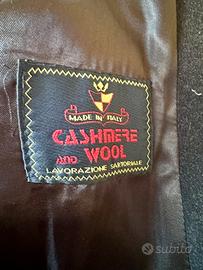 MADE IN ITALY
CASHMERE
AND WOOL
LAVORAZIONE SARTORIALE
subito